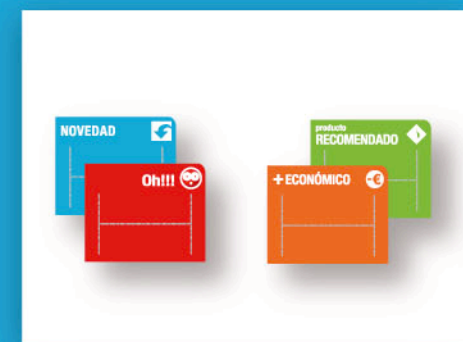 NOVEDAD
Oh!!!
producto
RECOMENDADO
+ ECONÓMICO
-€